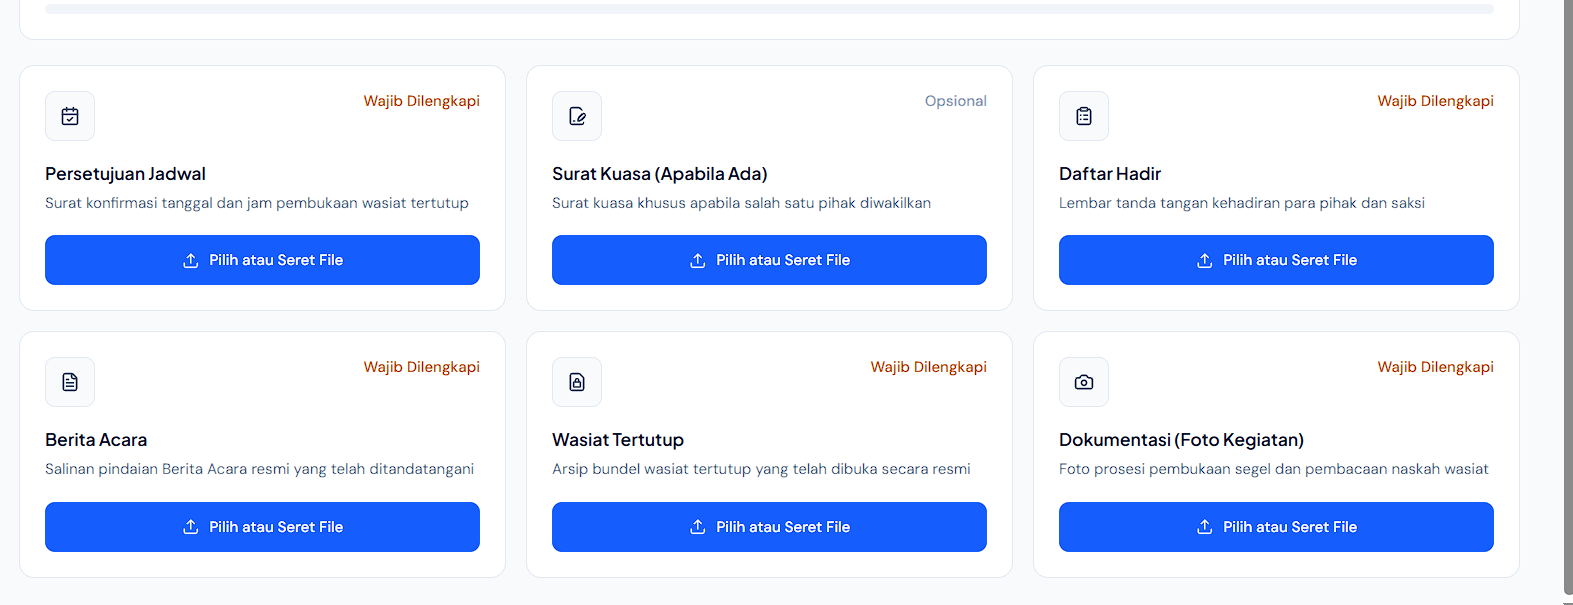 Wajib Dilengkapi
Persetujuan Jadwal
Surat konfirmasi tanggal dan jam pembukaan wasiat tertutup
Pilih atau Seret File
Opsional
Surat Kuasa (Apabila Ada)
Surat kuasa khusus apabila salah satu pihak diwakilkan
Pilih atau Seret File
Wajib Dilengkapi
Daftar Hadir
Lembar tanda tangan kehadiran para pihak dan saksi
Pilih atau Seret File
Wajib Dilengkapi
Berita Acara
Salinan pindaian Berita Acara resmi yang telah ditandatangani
Pilih atau Seret File
Wajib Dilengkapi
Wasiat Tertutup
Arsip bundel wasiat tertutup yang telah dibuka secara resmi
Pilih atau Seret File
Wajib Dilengkapi
Dokumentasi (Foto Kegiatan)
Foto prosesi pembukaan segel dan pembacaan naskah wasiat
Pilih atau Seret File